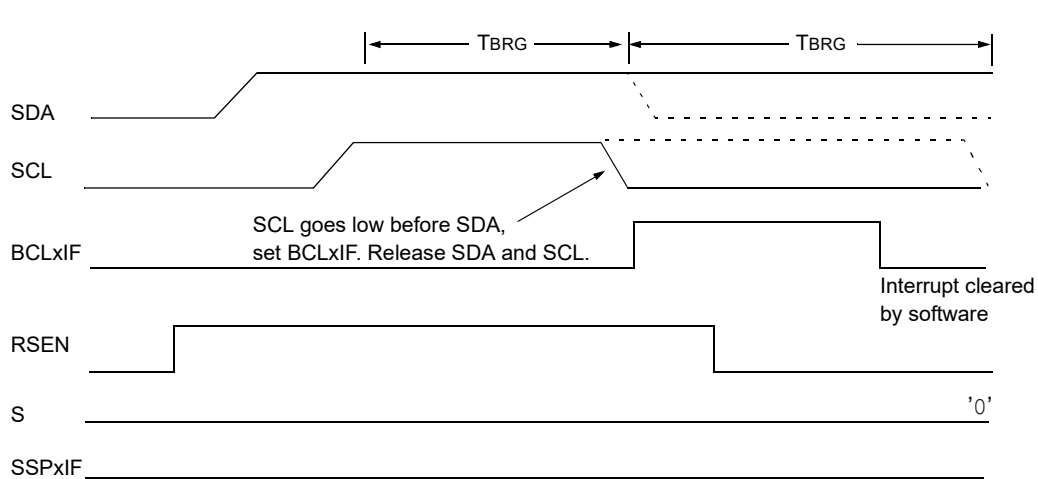 TBRG
TBRG
SDA
SCL
SCL goes low before SDA,
set BCLxIF. Release SDA and SCL.
BCLxIF
Interrupt cleared
by software
RSEN
S
'0'
SSPxIF